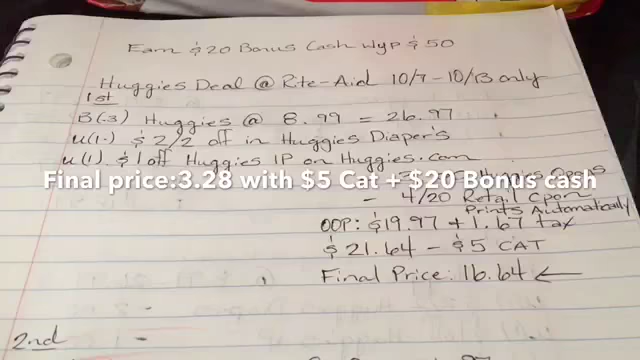 Earn $20 Bonus Cash wyp $50
Huggies Deal @ Rite-Aid 10/7 - 10/13 only
1st
B(3) Huggies @ 8.99 = 26.97
u(1) $2/2 off in Huggies Diaper's
u(1) $1 off Huggies IP on Huggies.com
Final price:3.28 with $5 Cat + $20 Bonus cash
- 4/20 Retail Cpon
Prints Automatically
OOP: $19.97 + 1.67 tax
$21.64 - $5 CAT
Final Price: 16.64 ←
2nd